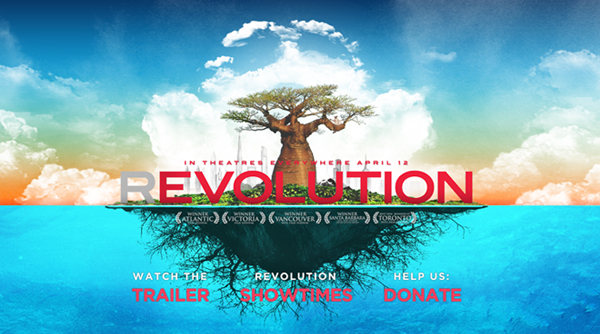 IN THEATRES EVERYWHERE APRIL 12
REVOLUTION
WINNER WINNER WINNER WINNER WINNER
ATLANTIC VICTORIA VANCOUVER SANTA BARBARA TORONTO
WATCH THE REVOLUTION HELP US:
TRAILER SHOWTIMES DONATE